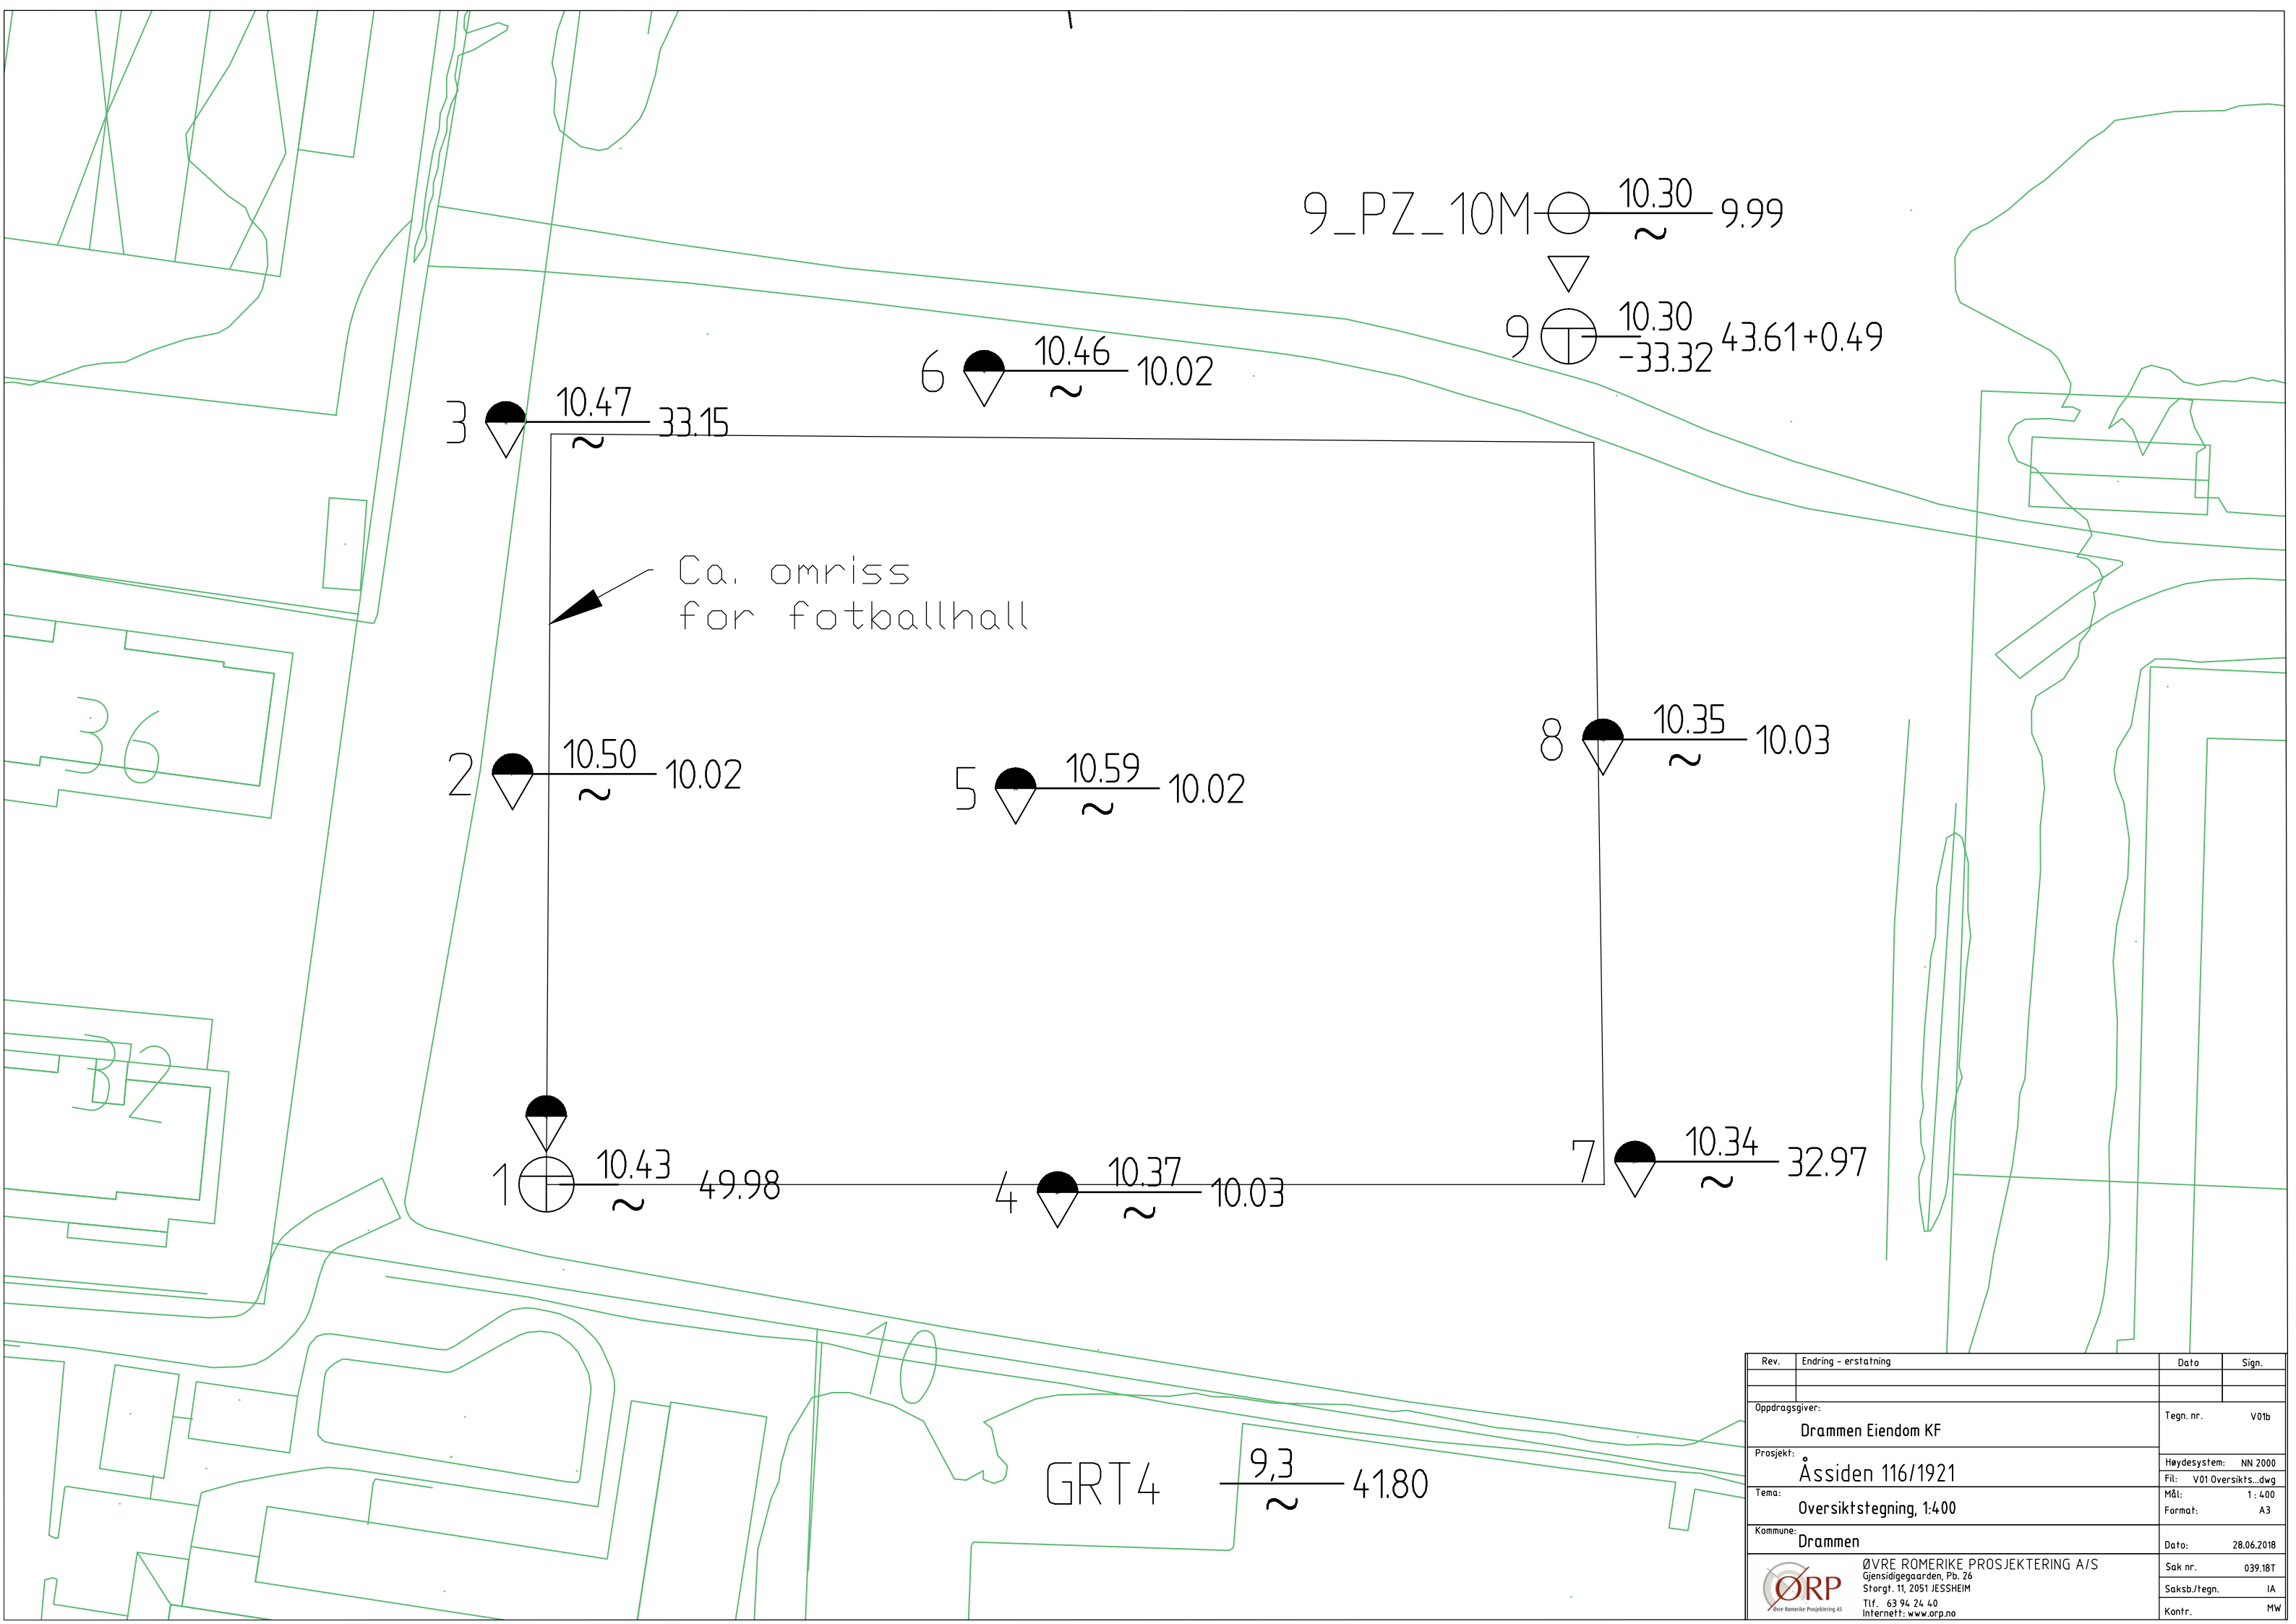 9_PZ_10M 10.30 9.99
~
9 10.30 43.61+0.49
-33.32
6 10.46 10.02
~
3 10.47 33.15
~
Ca. omriss
for fotballhall
36
2 10.50 10.02
~
5 10.59 10.02
~
8 10.35 10.03
~
32
1 10.43 49.98
~
4 10.37 10.03
~
7 10.34 32.97
~
10
GRT4 9,3 41.80
~
Rev. Endring - erstatning Dato Sign.
Oppdragsgiver:
Drammen Eiendom KF
Tegn. nr. V01b
Prosjekt:
Åssiden 116/1921
Høydesystem: NN 2000
Fil: V01 Oversikts...dwg
Tema:
Oversiktstegning, 1:400
Mål: 1 : 400
Format: A3
Kommune:
Drammen
Dato: 28.06.2018
ØRP
Øvre Romerike Prosjektering AS
ØVRE ROMERIKE PROSJEKTERING A/S
Gjensidigegaarden, Pb. 26
Storgt. 11, 2051 JESSHEIM
Tlf. 63 94 24 40
Internett: www.orp.no
Sak nr. 039.18T
Saksb./tegn. IA
Kontr. MW